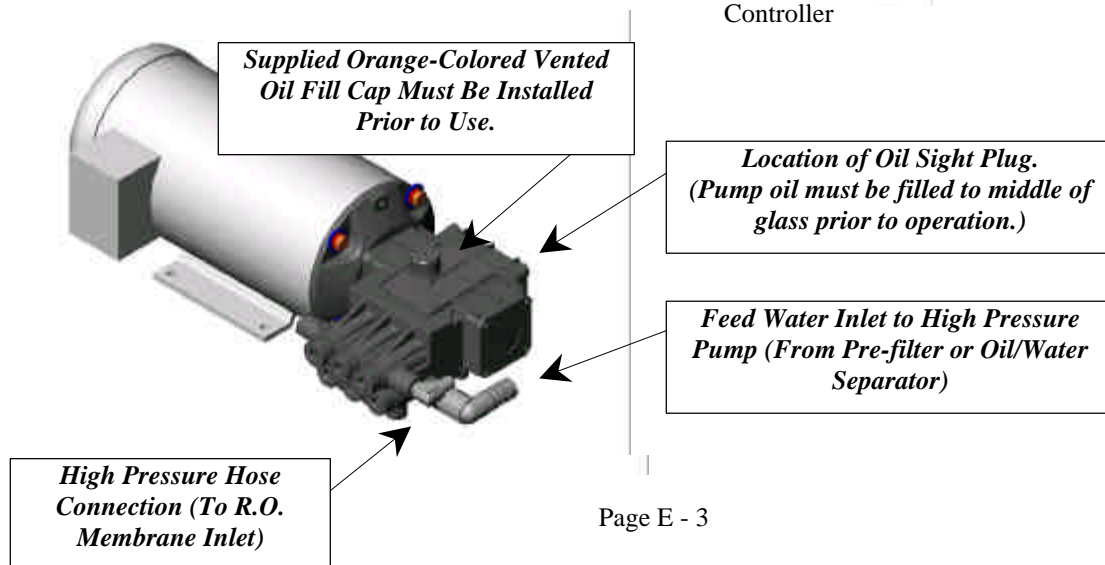 Controller
Supplied Orange-Colored Vented
Oil Fill Cap Must Be Installed
Prior to Use.
Location of Oil Sight Plug.
(Pump oil must be filled to middle of
glass prior to operation.)
Feed Water Inlet to High Pressure
Pump (From Pre-filter or Oil/Water
Separator)
High Pressure Hose
Connection (To R.O.
Membrane Inlet)
Page E - 3